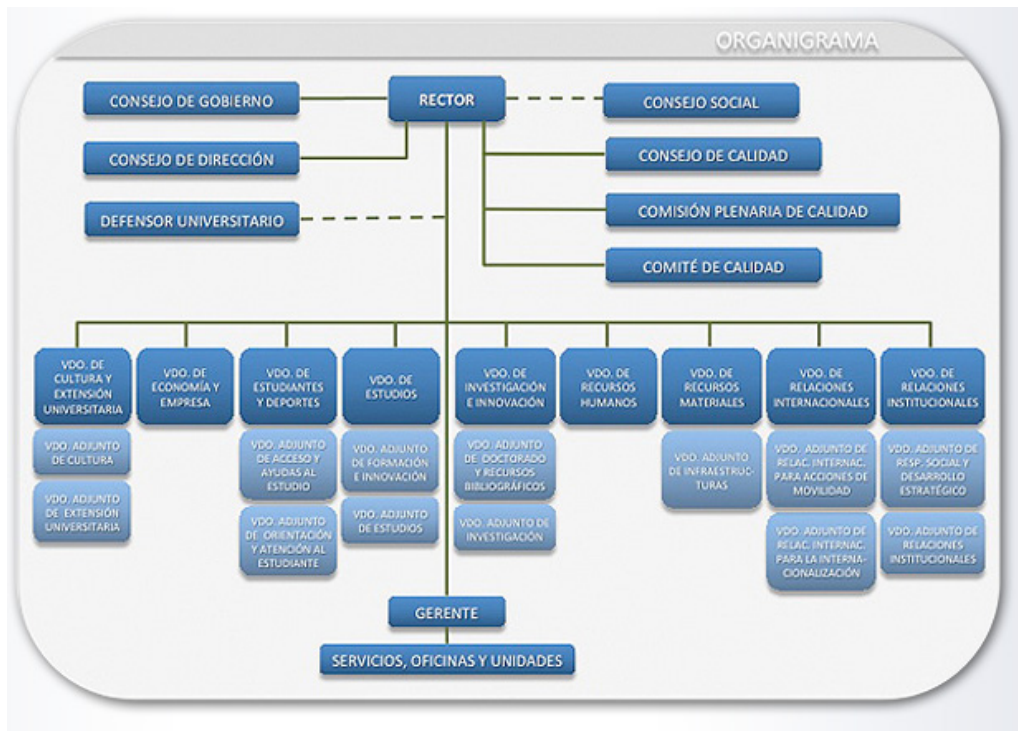 ORGANIGRAMA
CONSEJO DE GOBIERNO
RECTOR
CONSEJO SOCIAL
CONSEJO DE DIRECCIÓN
CONSEJO DE CALIDAD
DEFENSOR UNIVERSITARIO
COMISIÓN PLENARIA DE CALIDAD
COMITÉ DE CALIDAD
VDO. DE
CULTURA Y
EXTENSIÓN
UNIVERSITARIA
VDO. ADJUNTO
DE CULTURA
VDO. ADJUNTO
DE EXTENSIÓN
UNIVERSITARIA
VDO. DE
ECONOMÍA Y
EMPRESA
VDO. DE
ESTUDIANTES
Y DEPORTES
VDO. ADJUNTO
DE ACCESO Y
AYUDAS AL
ESTUDIO
VDO. ADJUNTO
DE ORIENTACIÓN
Y ATENCIÓN AL
ESTUDIANTE
VDO. DE
ESTUDIOS
VDO. ADJUNTO
DE FORMACIÓN
E INNOVACIÓN
VDO. ADJUNTO
DE ESTUDIOS
VDO. DE
INVESTIGACIÓN
E INNOVACIÓN
VDO. ADJUNTO
DE DOCTORADO
Y RECURSOS
BIBLIOGRÁFICOS
VDO. ADJUNTO DE
INVESTIGACIÓN
VDO. DE
RECURSOS
HUMANOS
VDO. DE
RECURSOS
MATERIALES
VDO. ADJUNTO
DE INFRAESTRUC-
TURAS
VDO. DE
RELACIONES
INTERNACIONALES
VDO. ADJUNTO DE
RELAC. INTERNAC.
PARA ACCIONES DE
MOVILIDAD
VDO. ADJUNTO DE
RELAC. INTERNAC.
PARA LA INTERNA-
CIONALIZACIÓN
VDO. DE
RELACIONES
INSTITUCIONALES
VDO. ADJUNTO DE
RESP. SOCIAL Y
DESARROLLO
ESTRATÉGICO
VDO. ADJUNTO DE
RELACIONES
INSTITUCIONALES
GERENTE
SERVICIOS, OFICINAS Y UNIDADES